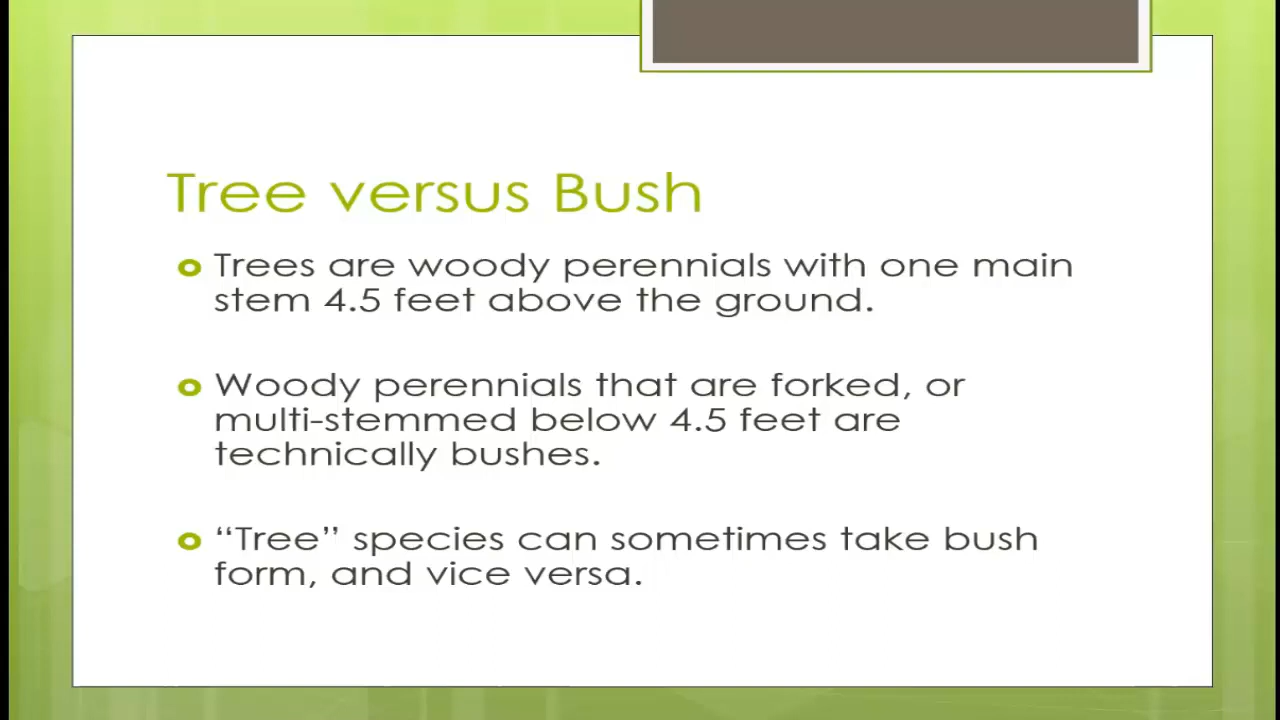 Tree versus Bush
Trees are woody perennials with one main
stem 4.5 feet above the ground.
Woody perennials that are forked, or
multi-stemmed below 4.5 feet are
technically bushes.
“Tree” species can sometimes take bush
form, and vice versa.